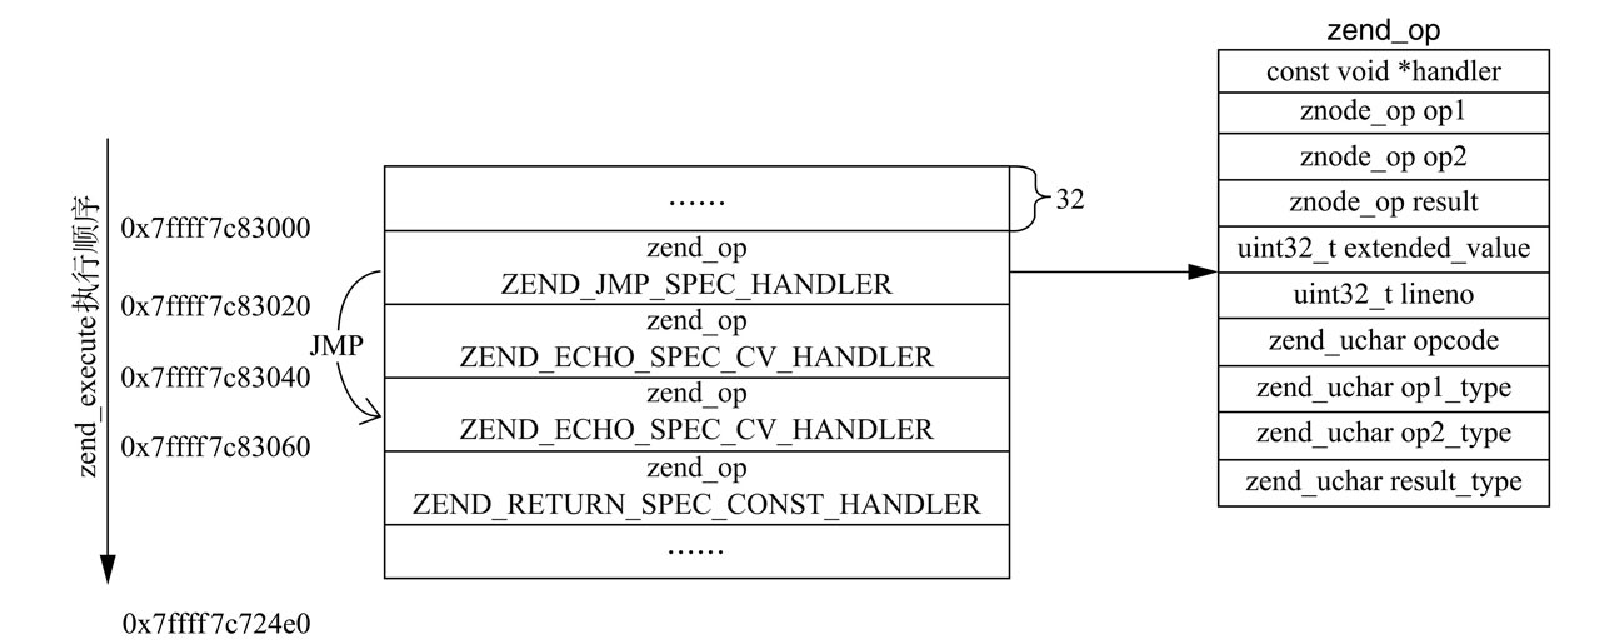 zend_op
const void *handler
znode_op op1
znode_op op2
znode_op result
uint32_t extended_value
uint32_t lineno
zend_uchar opcode
zend_uchar op1_type
zend_uchar op2_type
zend_uchar result_type
zend_execute执行顺序
0x7ffff7c83000
0x7ffff7c83020
0x7ffff7c83040
0x7ffff7c83060
0x7ffff7c724e0
JMP
……
32
zend_op
ZEND_JMP_SPEC_HANDLER
zend_op
ZEND_ECHO_SPEC_CV_HANDLER
zend_op
ZEND_ECHO_SPEC_CV_HANDLER
zend_op
ZEND_RETURN_SPEC_CONST_HANDLER
……